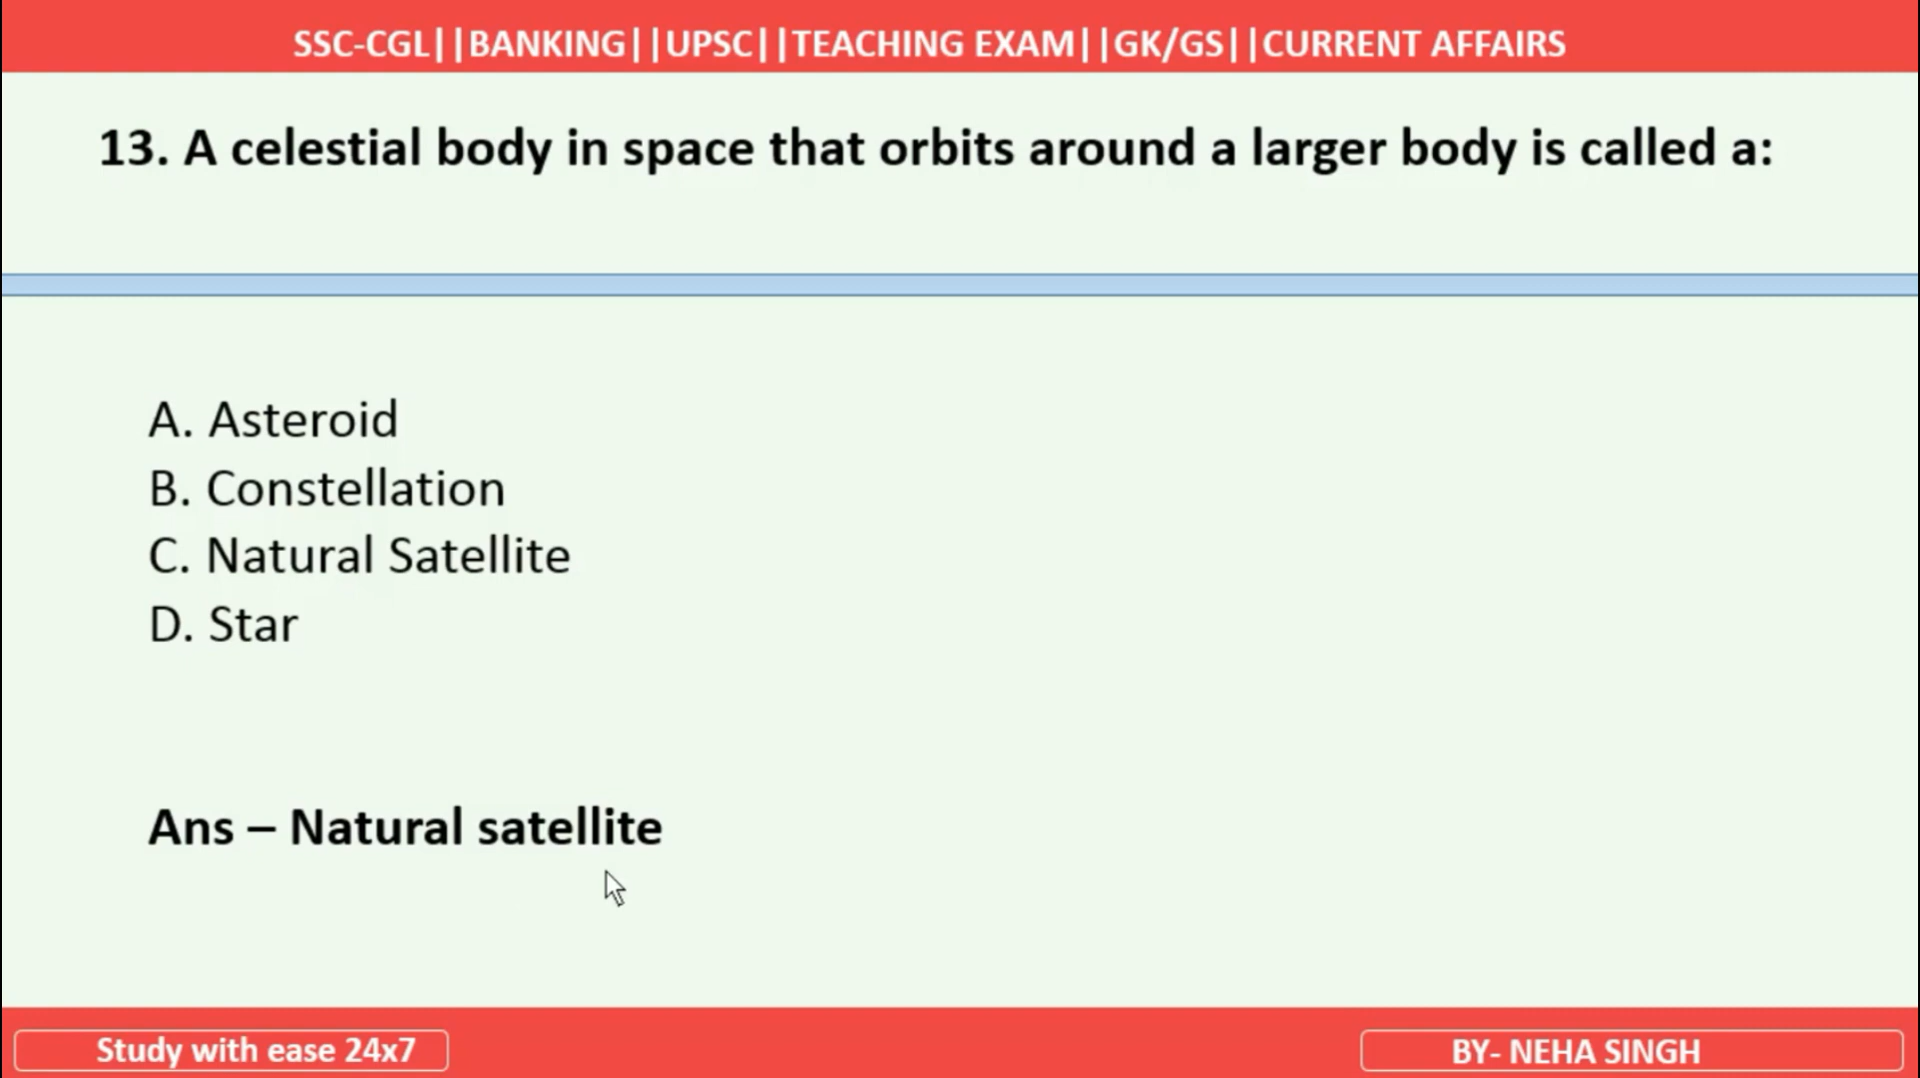 SSC-CGL||BANKING||UPSC||TEACHING EXAM||GK/GS||CURRENT AFFAIRS
13. A celestial body in space that orbits around a larger body is called a:
A. Asteroid
B. Constellation
C. Natural Satellite
D. Star
Ans – Natural satellite
Study with ease 24x7
BY- NEHA SINGH